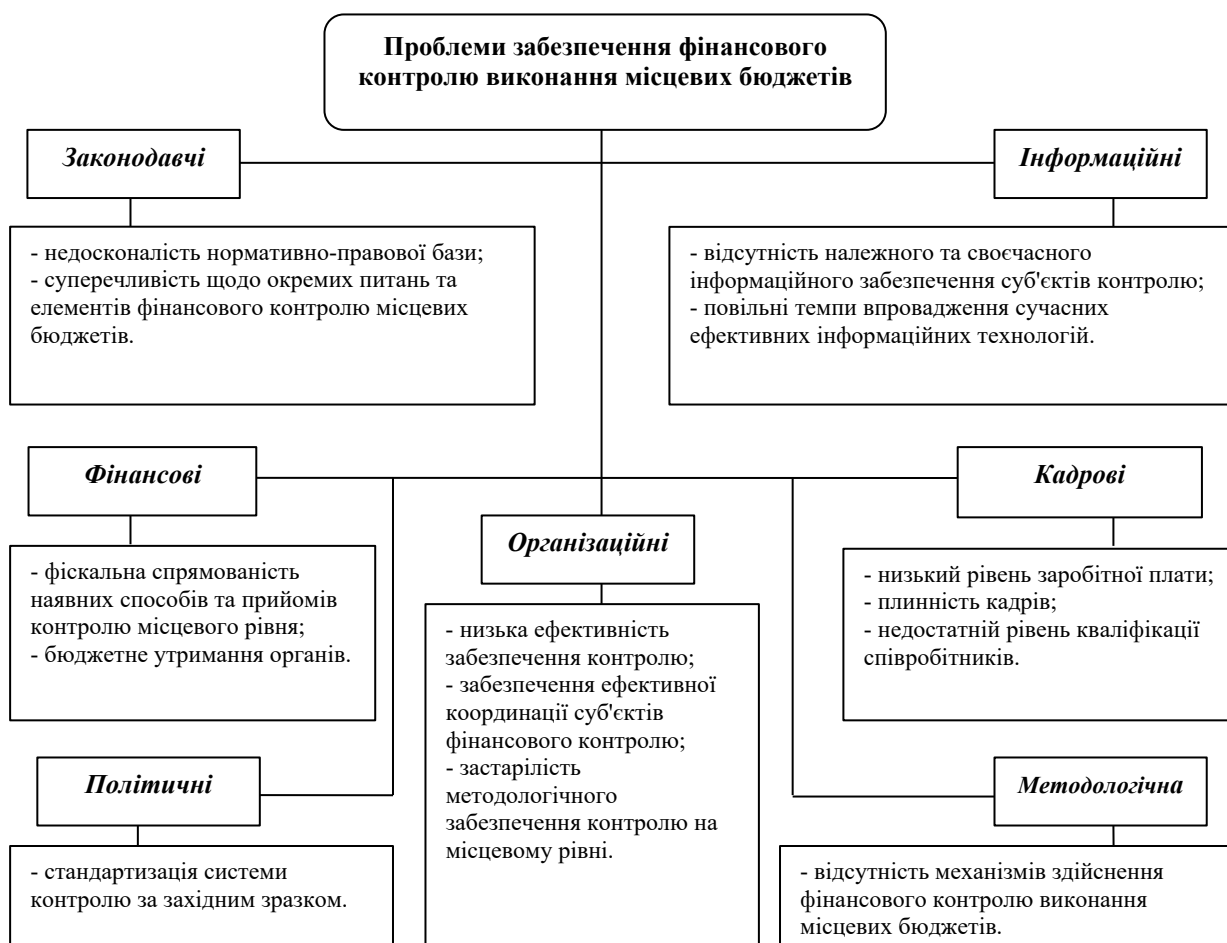 Проблеми забезпечення фінансового
контролю виконання місцевих бюджетів
Законодавчі
- недосконалість нормативно-правової бази;
- суперечливість щодо окремих питань та
елементів фінансового контролю місцевих
бюджетів.
Інформаційні
- відсутність належного та своєчасного
інформаційного забезпечення суб'єктів контролю;
- повільні темпи впровадження сучасних
ефективних інформаційних технологій.
Фінансові
- фіскальна спрямованість
наявних способів та прийомів
контролю місцевого рівня;
- бюджетне утримання органів.
Організаційні
- низька ефективність
забезпечення контролю;
- забезпечення ефективної
координації суб'єктів
фінансового контролю;
- застарілість
методологічного
забезпечення контролю на
місцевому рівні.
Кадрові
- низький рівень заробітної плати;
- плинність кадрів;
- недостатній рівень кваліфікації
співробітників.
Політичні
- стандартизація системи
контролю за західним зразком.
Методологічна
- відсутність механізмів здійснення
фінансового контролю виконання
місцевих бюджетів.